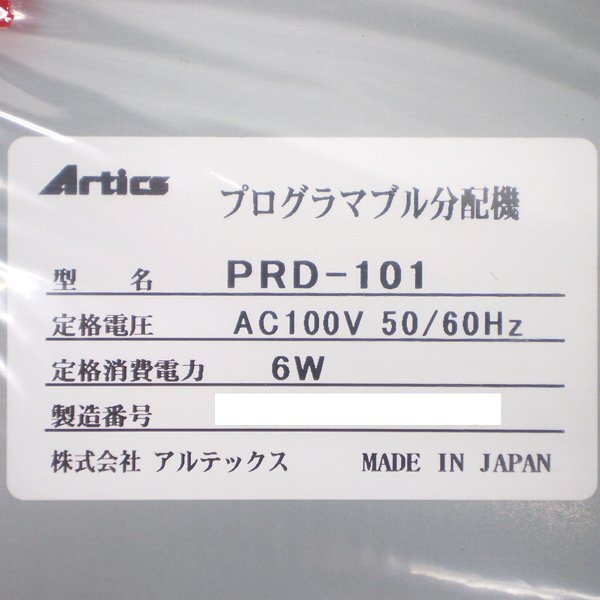 Artics プログラマブル分配機
型 名 PRD-101
定格電圧 AC100V 50/60Hz
定格消費電力 6W
製造番号
株式会社 アルテックス MADE IN JAPAN